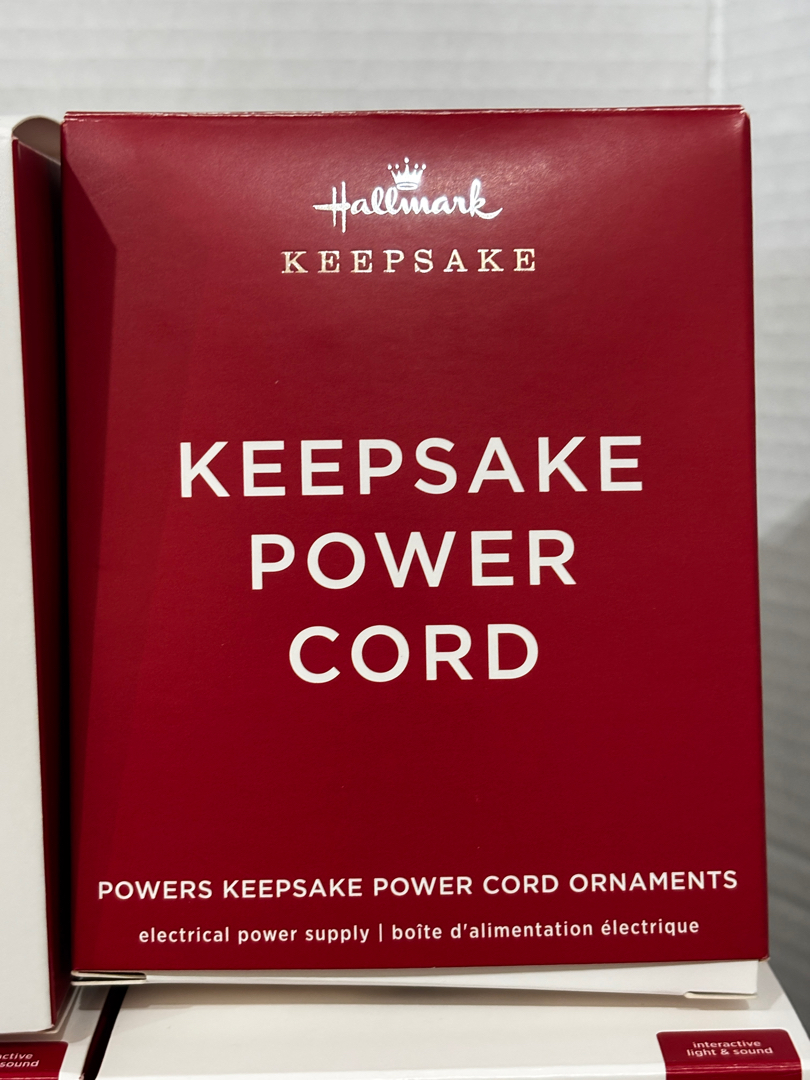 Hallmark
KEEPSAKE
KEEPSAKE
POWER
CORD
POWERS KEEPSAKE POWER CORD ORNAMENTS
electrical power supply | boîte d'alimentation électrique
sound
interactive
light & sound